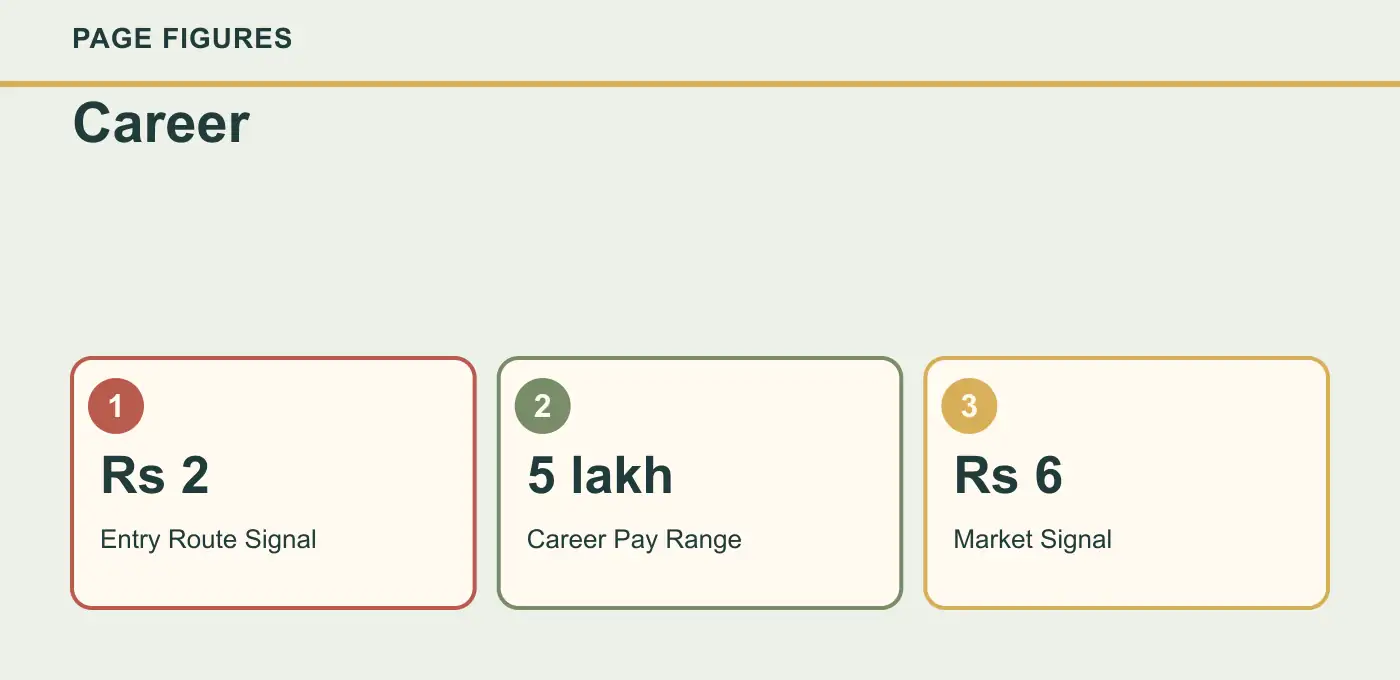 PAGE FIGURES
Career
1
Rs 2
Entry Route Signal
2
5 lakh
Career Pay Range
3
Rs 6
Market Signal